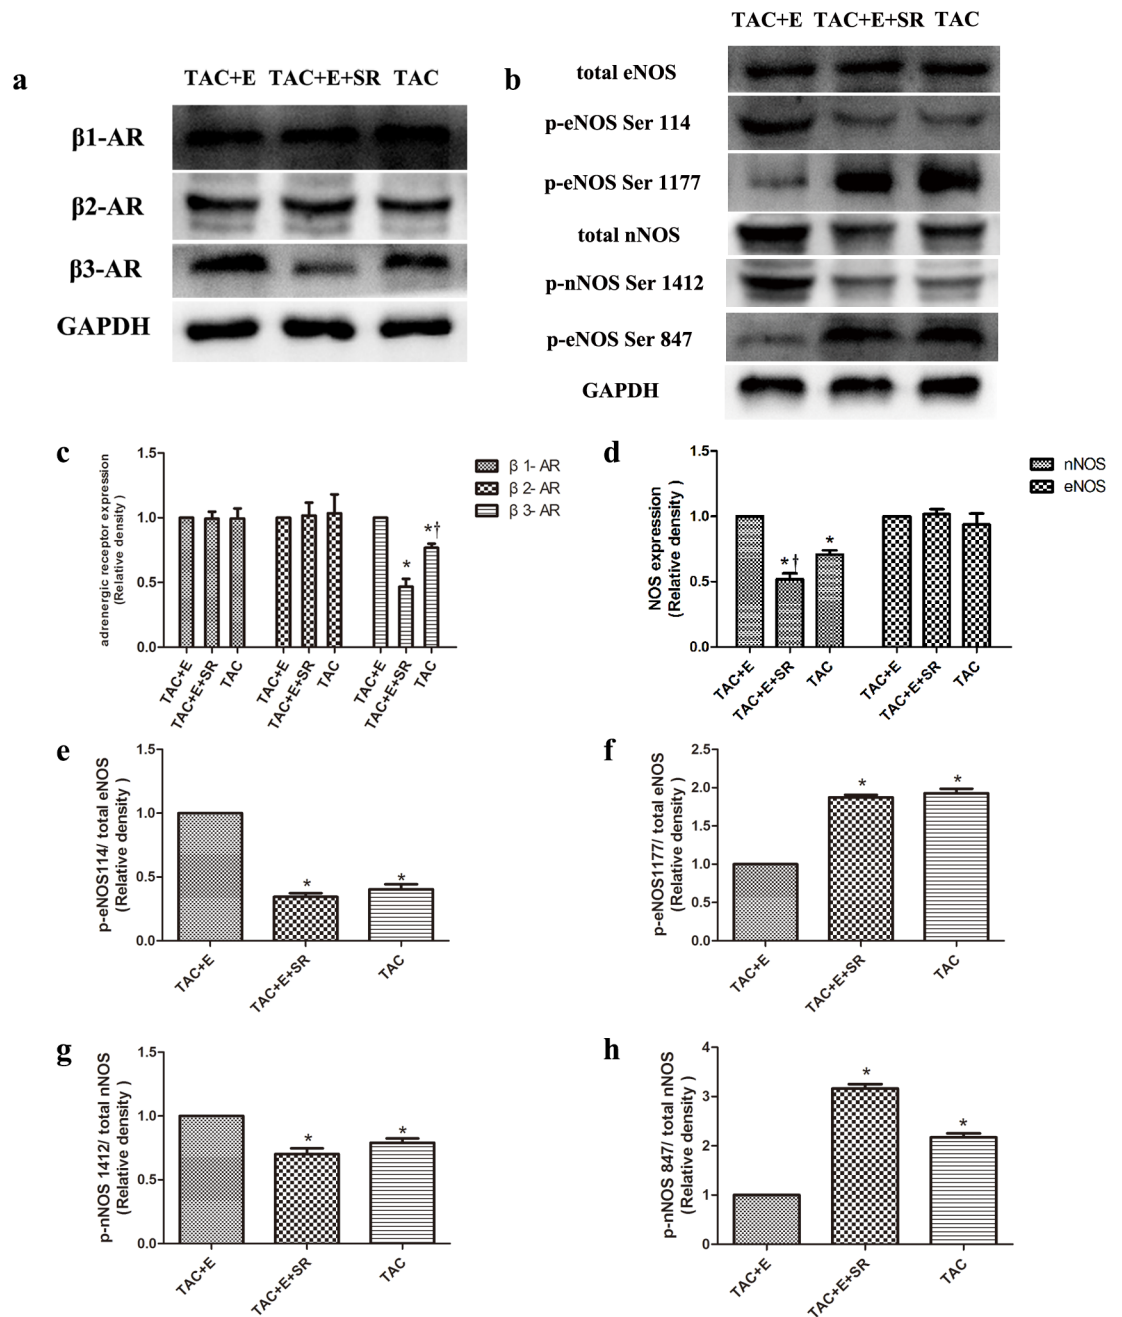 a
TAC+E TAC+E+SR TAC
β1-AR
β2-AR
β3-AR
GAPDH
b
TAC+E TAC+E+SR TAC
total eNOS
p-eNOS Ser 114
p-eNOS Ser 1177
total nNOS
p-nNOS Ser 1412
p-eNOS Ser 847
GAPDH
c
adrenergic receptor expression
(Relative density )
1.5
1.0
0.5
0.0
* *†
TAC+E TAC+E+SR TAC TAC+E TAC+E+SR TAC TAC+E TAC+E+SR TAC
β 1- AR
β 2- AR
β 3- AR
d
NOS expression
(Relative density )
1.5
1.0
0.5
0.0
*† *
TAC+E TAC+E+SR TAC TAC+E TAC+E+SR TAC
nNOS
eNOS
e
p-eNOS114/ total eNOS
(Relative density )
1.5
1.0
0.5
0.0
* *
TAC+E TAC+E+SR TAC
f
p-eNOS1177/ total eNOS
(Relative density )
2.5
2.0
1.5
1.0
0.5
0.0
* *
TAC+E TAC+E+SR TAC
g
p-nNOS 1412/ total nNOS
(Relative density )
1.5
1.0
0.5
0.0
* *
TAC+E TAC+E+SR TAC
h
p-nNOS 847/ total nNOS
(Relative density )
4
3
2
1
0
* *
TAC+E TAC+E+SR TAC